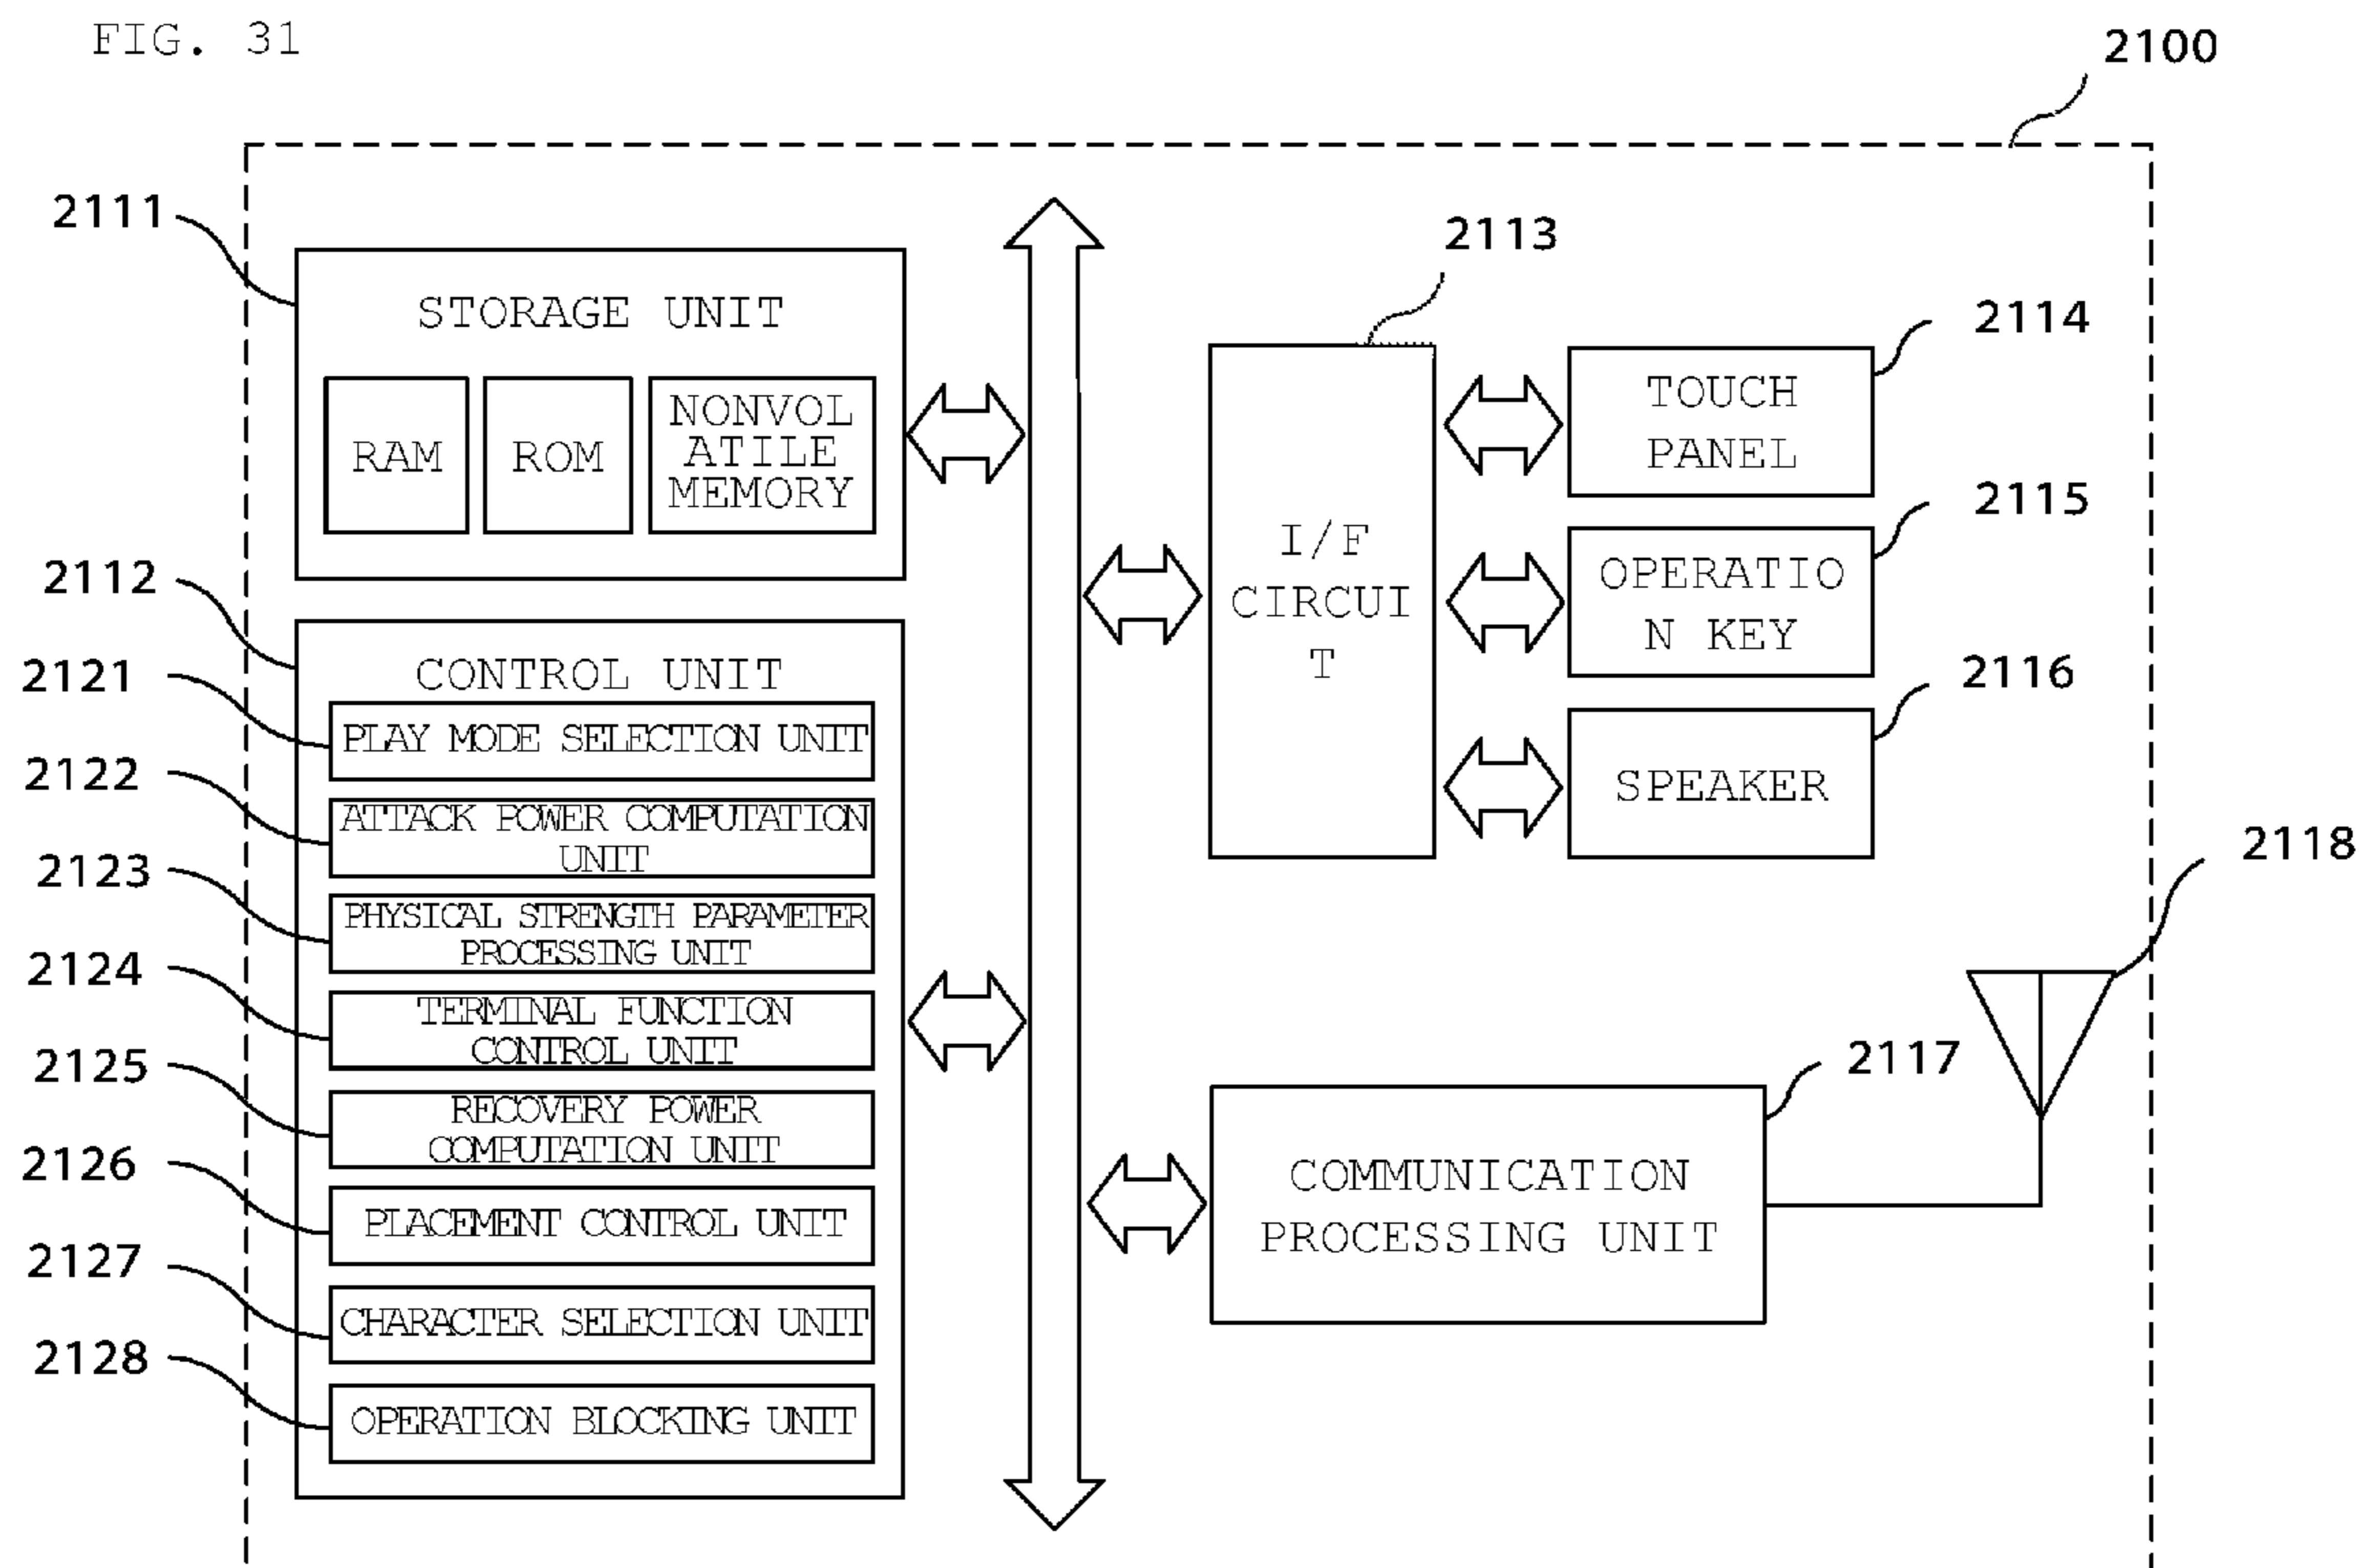 FIG. 31
2100
2111
STORAGE UNIT
RAM
ROM
NONVOL
ATILE
MEMORY
2112
CONTROL UNIT
2121
PLAY MODE SELECTION UNIT
2122
ATTACK POWER COMPUTATION
UNIT
2123
PHYSICAL STRENGTH PARAMETER
PROCESSING UNIT
2124
TERMINAL FUNCTION
CONTROL UNIT
2125
RECOVERY POWER
COMPUTATION UNIT
2126
PLACEMENT CONTROL UNIT
2127
CHARACTER SELECTION UNIT
2128
OPERATION BLOCKING UNIT
2113
I/F
CIRCUI
T
2114
TOUCH
PANEL
2115
OPERATIO
N KEY
2116
SPEAKER
2118
2117
COMMUNICATION
PROCESSING UNIT